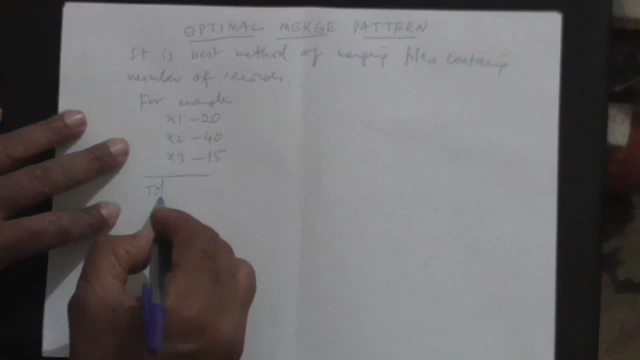 OPTIMAL MERGE PATTERN
It is best method of merging files containing
number of records.
For example
x1 - 20
x2 - 40
x3 - 15
Tot